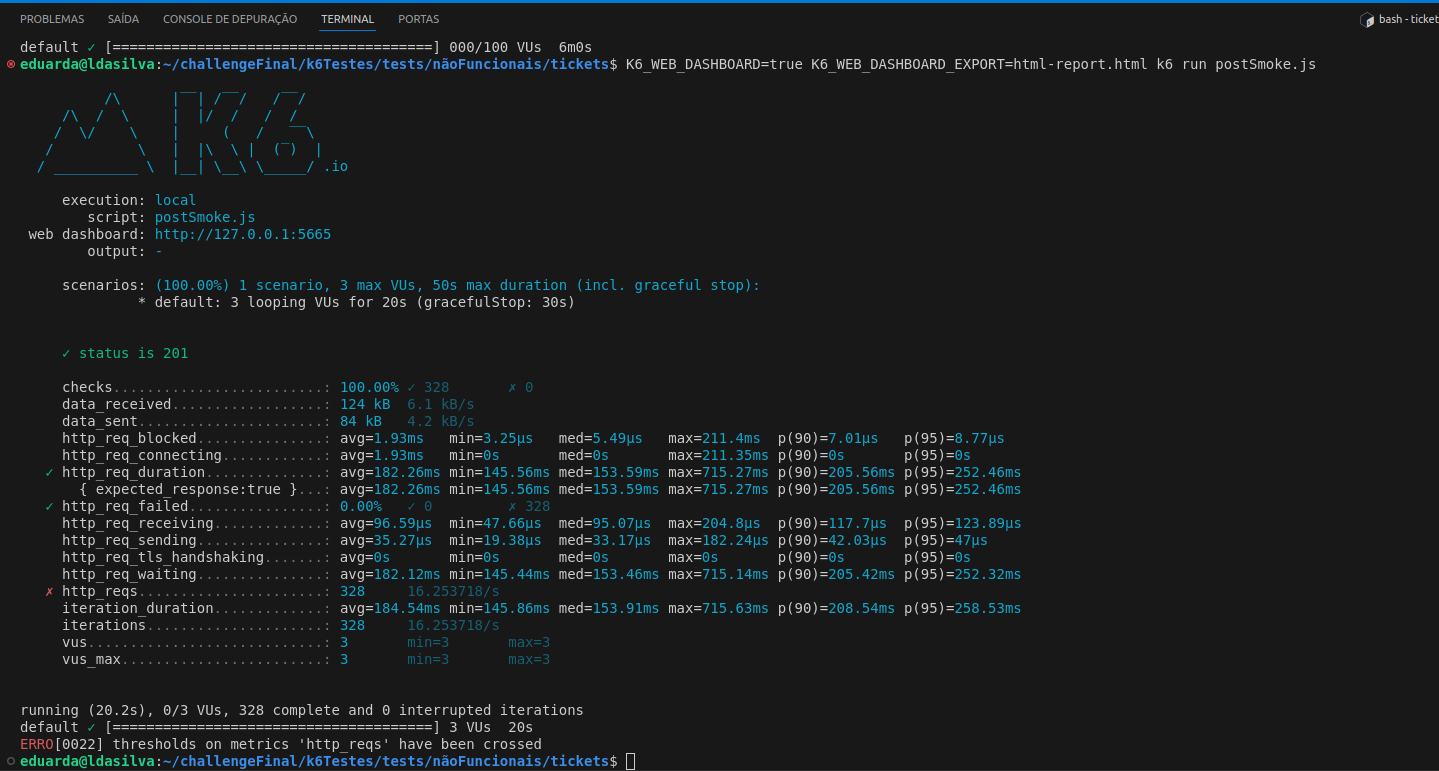 PROBLEMAS SAÍDA CONSOLE DE DEPURAÇÃO TERMINAL PORTAS bash - ticket
default ✓ [======================================] 000/100 VUs  6m0s
eduarda@ldasilva:~/challengeFinal/k6Testes/tests/nãoFuncionais/tickets$ K6_WEB_DASHBOARD=true K6_WEB_DASHBOARD_EXPORT=html-report.html k6 run postSmoke.js
K6 .io
execution: local
script: postSmoke.js
web dashboard: http://127.0.0.1:5665
output: -
scenarios: (100.00%) 1 scenario, 3 max VUs, 50s max duration (incl. graceful stop):
* default: 3 looping VUs for 20s (gracefulStop: 30s)
✓ status is 201
checks.........................: 100.00% ✓ 328       ✗ 0
data_received..................: 124 kB  6.1 kB/s
data_sent......................: 84 kB   4.2 kB/s
http_req_blocked...............: avg=1.93ms   min=3.25µs   med=5.49µs   max=211.4ms  p(90)=7.01µs   p(95)=8.77µs
http_req_connecting............: avg=1.93ms   min=0s       med=0s       max=211.35ms p(90)=0s       p(95)=0s
✓ http_req_duration..............: avg=182.26ms min=145.56ms med=153.59ms max=715.27ms p(90)=205.56ms p(95)=252.46ms
{ expected_response:true }...: avg=182.26ms min=145.56ms med=153.59ms max=715.27ms p(90)=205.56ms p(95)=252.46ms
✓ http_req_failed................: 0.00%   ✓ 0         ✗ 328
http_req_receiving.............: avg=96.59µs  min=47.66µs  med=95.07µs  max=204.8µs  p(90)=117.7µs  p(95)=123.89µs
http_req_sending...............: avg=35.27µs  min=19.38µs  med=33.17µs  max=182.24µs p(90)=42.03µs  p(95)=47µs
http_req_tls_handshaking.......: avg=0s       min=0s       med=0s       max=0s       p(90)=0s       p(95)=0s
http_req_waiting...............: avg=182.12ms min=145.44ms med=153.46ms max=715.14ms p(90)=205.42ms p(95)=252.32ms
✗ http_reqs......................: 328     16.253718/s
iteration_duration.............: avg=184.54ms min=145.86ms med=153.91ms max=715.63ms p(90)=208.54ms p(95)=258.53ms
iterations.....................: 328     16.253718/s
vus............................: 3       min=3       max=3
vus_max........................: 3       min=3       max=3
running (20.2s), 0/3 VUs, 328 complete and 0 interrupted iterations
default ✓ [======================================] 3 VUs  20s
ERRO[0022] thresholds on metrics 'http_reqs' have been crossed
eduarda@ldasilva:~/challengeFinal/k6Testes/tests/nãoFuncionais/tickets$